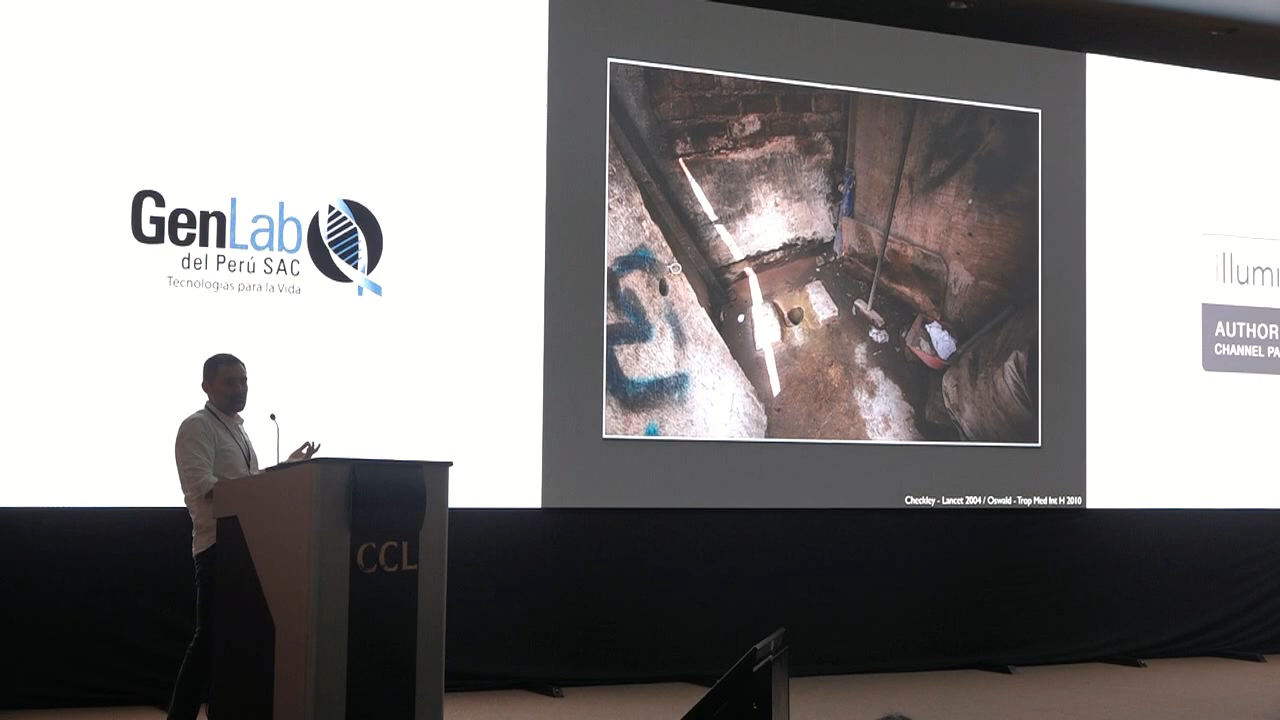 GenLab
del Perú SAC
Tecnologías para la Vida
illumi
AUTHOR
CHANNEL PA
Checkley - Lancet 2004 / Oswald - Trop Med Int H 2010
CCL